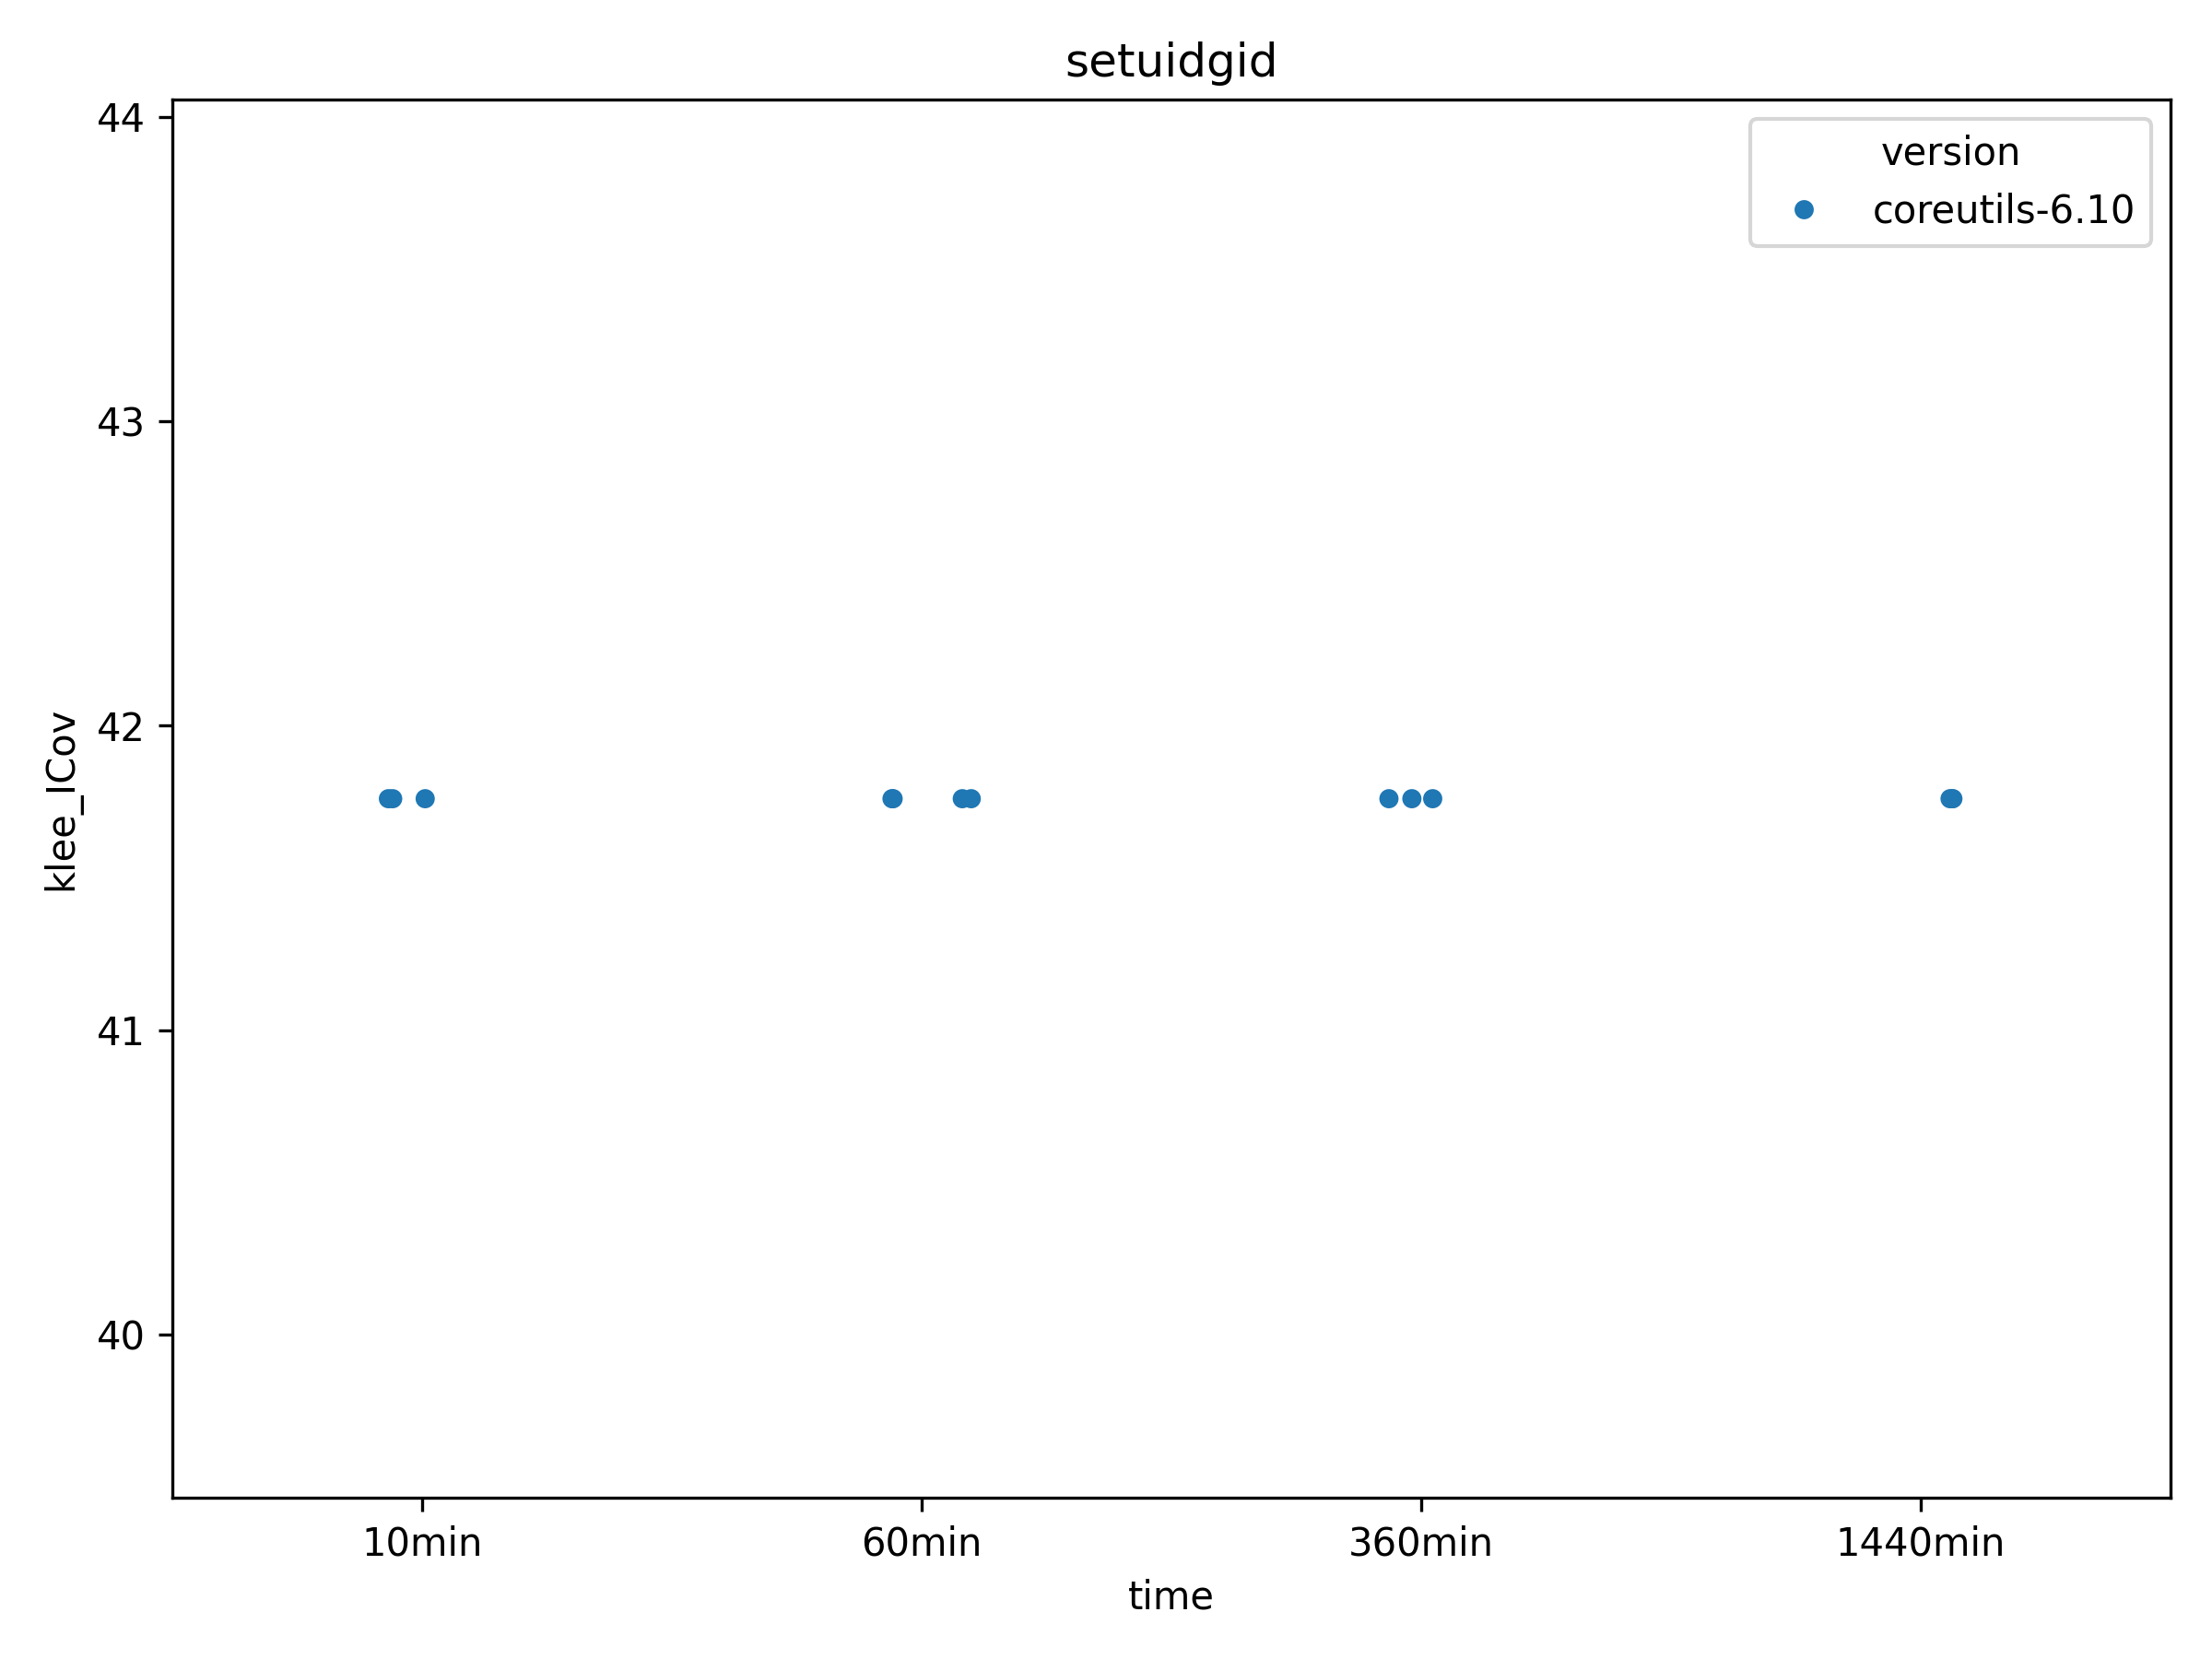 setuidgid
version
coreutils-6.10
44
43
42
41
40
klee_ICov
10min
60min
360min
1440min
time